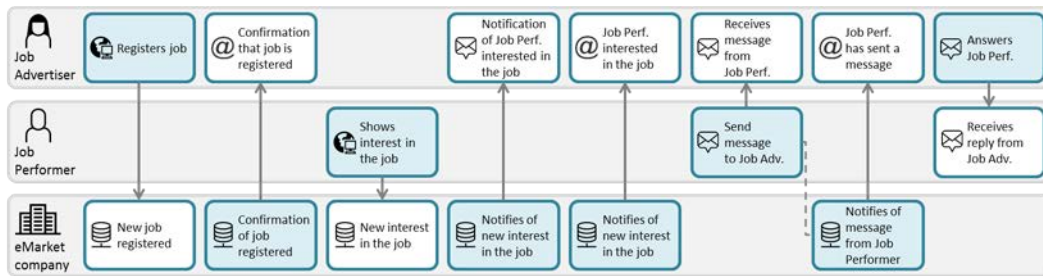 Job
Advertiser
Registers job
Confirmation
that job is
registered
Notification
of Job Perf.
interested in
the job
Job Perf.
interested
in the job
Receives
message
from
Job Perf.
Job Perf.
has sent a
message
Answers
Job Perf.
Job
Performer
Shows
interest in
the job
Send
message
to Job Adv.
Receives
reply from
Job Adv.
eMarket
company
New job
registered
Confirmation
of job
registered
New interest
in the job
Notifies of
new interest
in the job
Notifies of
new interest
in the job
Notifies of
message
from Job
Performer